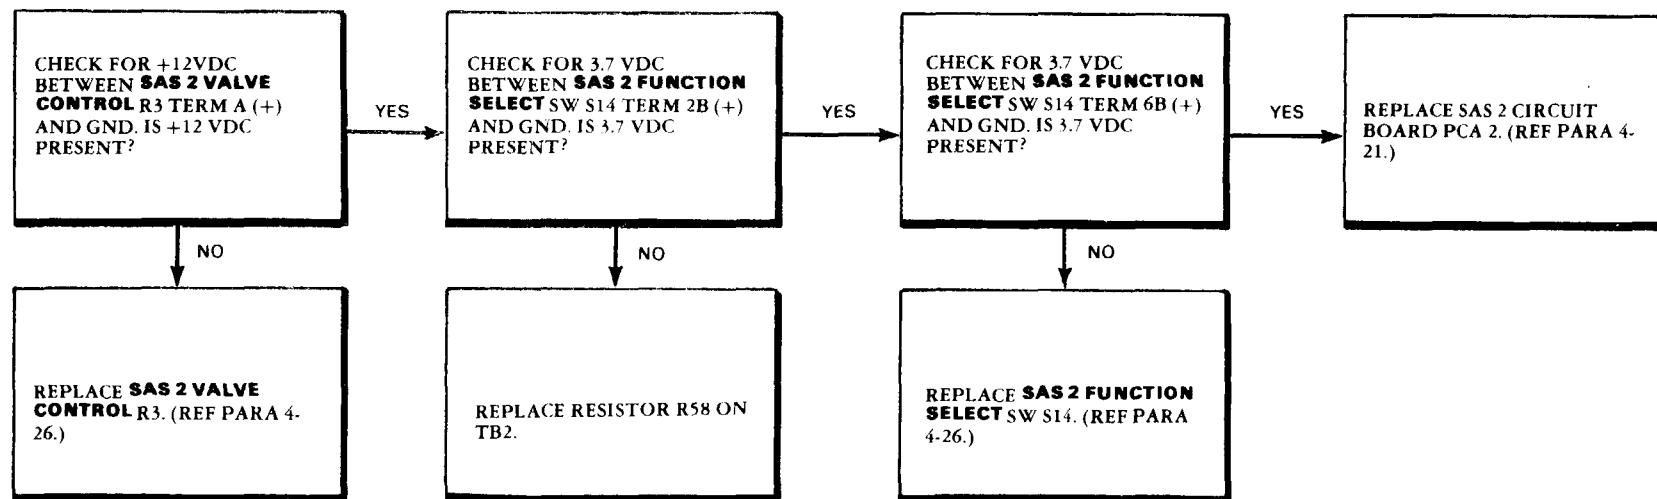 CHECK FOR +12VDC
BETWEEN SAS 2 VALVE
CONTROL R3 TERM A (+)
AND GND. IS +12 VDC
PRESENT?
YES
CHECK FOR 3.7 VDC
BETWEEN SAS 2 FUNCTION
SELECT SW S14 TERM 2B (+)
AND GND. IS 3.7 VDC
PRESENT?
YES
CHECK FOR 3.7 VDC
BETWEEN SAS 2 FUNCTION
SELECT SW S14 TERM 6B (+)
AND GND. IS 3.7 VDC
PRESENT?
YES
REPLACE SAS 2 CIRCUIT
BOARD PCA 2. (REF PARA 4-
21.)
NO
NO
NO
REPLACE SAS 2 VALVE
CONTROL R3. (REF PARA 4-
26.)
REPLACE RESISTOR R58 ON
TB2.
REPLACE SAS 2 FUNCTION
SELECT SW S14. (REF PARA
4-26.)